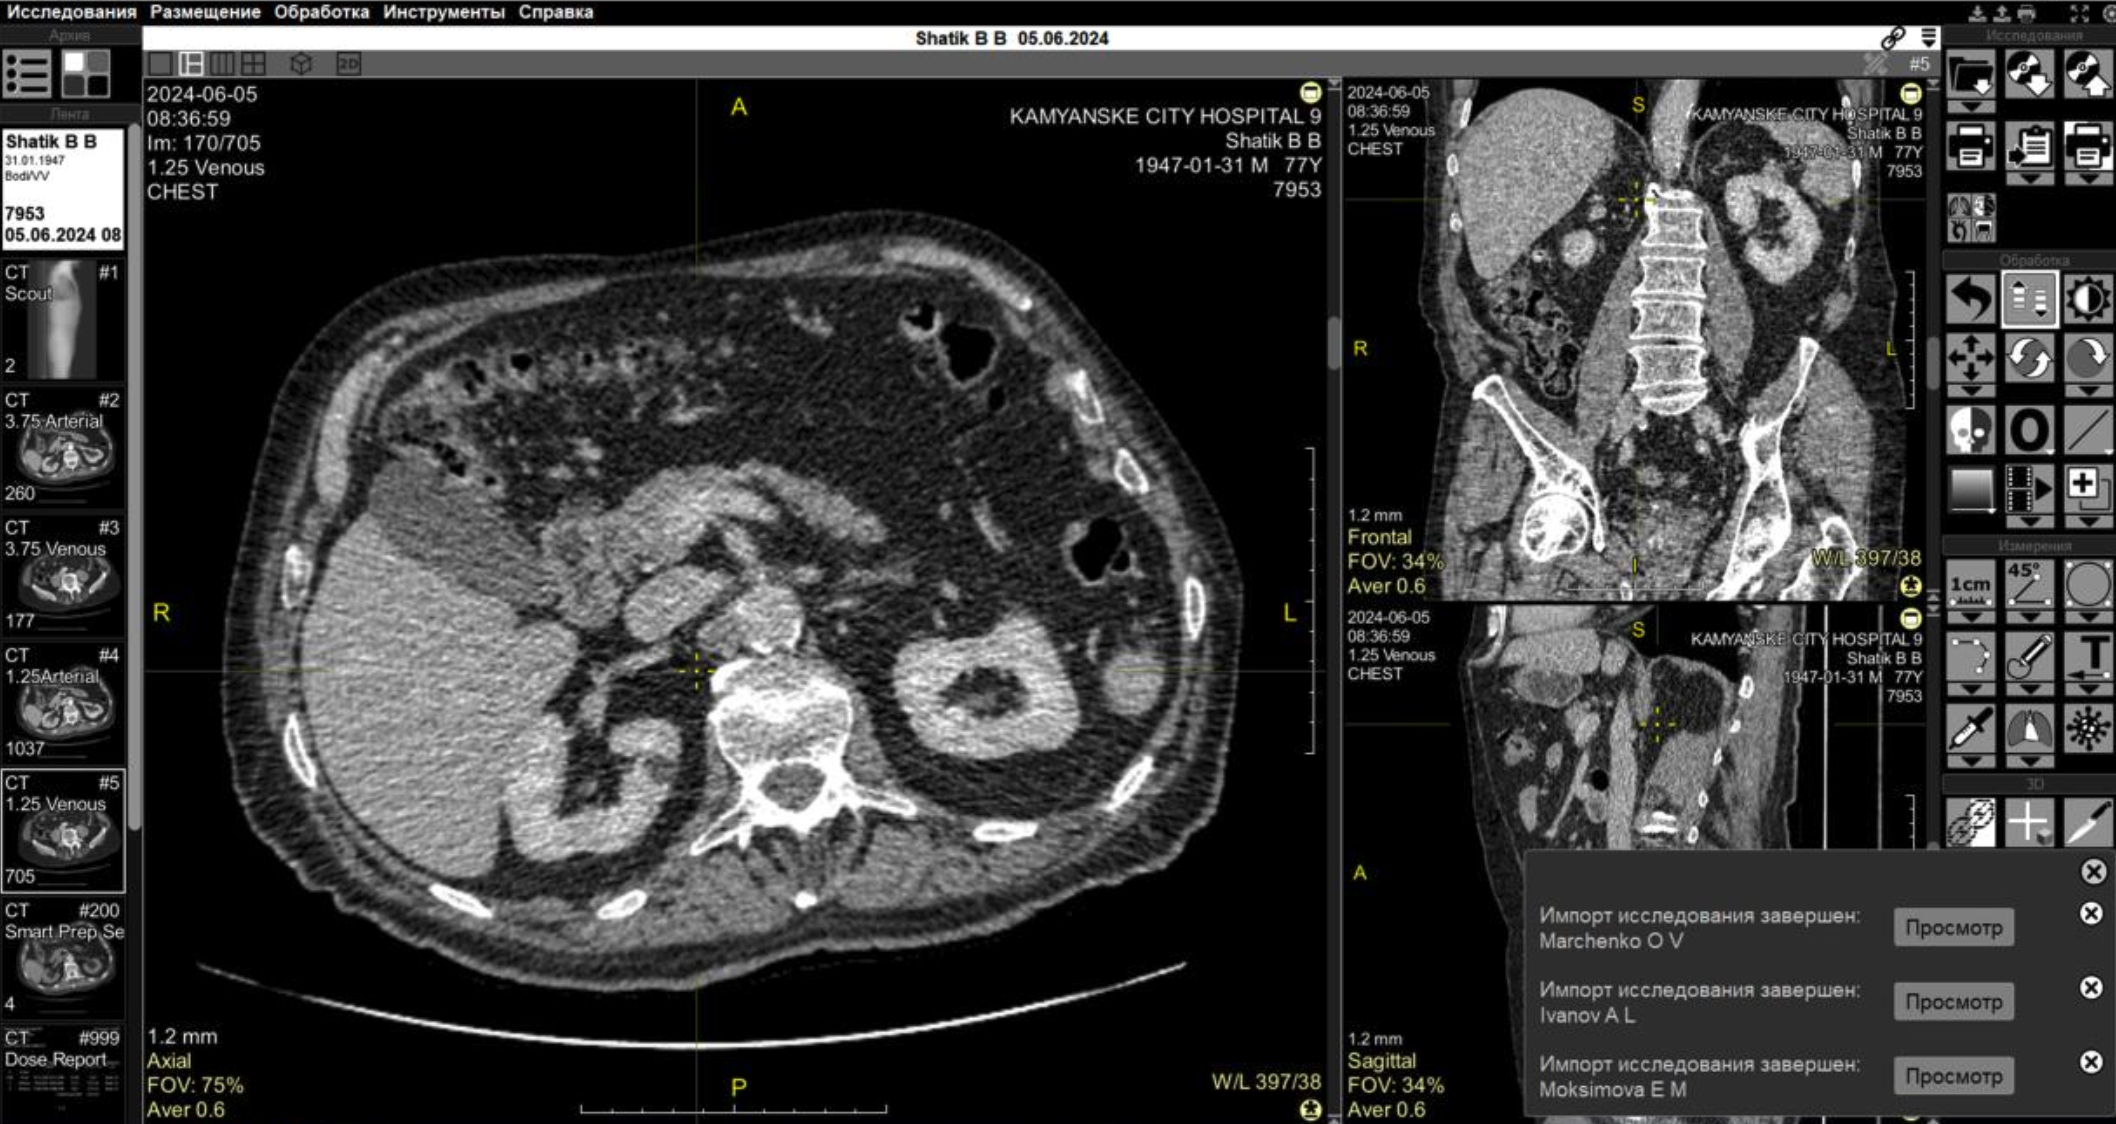 Исследования Размещение Обработка Инструменты Справка
Архив
Shatik B B 05.06.2024
Исследования
2D
#5
Лента
Shatik B B
31.01.1947
Bodi/VV
7953
05.06.2024 08
CT #1
Scout
2
CT #2
3.75 Arterial
260
CT #3
3.75 Venous
177
CT #4
1.25Arterial
1037
CT #5
1.25 Venous
705
CT #200
Smart Prep Se
4
CT #999
Dose Report
2024-06-05
08:36:59
Im: 170/705
1.25 Venous
CHEST
A
KAMYANSKE CITY HOSPITAL 9
Shatik B B
1947-01-31 M 77Y
7953
R
L
1.2 mm
Axial
FOV: 75%
Aver 0.6
P
W/L 397/38
2024-06-05
08:36:59
1.25 Venous
CHEST
S
KAMYANSKE CITY HOSPITAL 9
Shatik B B
1947-01-31 M 77Y
7953
R
L
1.2 mm
Frontal
FOV: 34%
Aver 0.6
I
W/L 397/38
2024-06-05
08:36:59
1.25 Venous
CHEST
S
KAMYANSKE CITY HOSPITAL 9
Shatik B B
1947-01-31 M 77Y
7953
A
1.2 mm
Sagittal
FOV: 34%
Aver 0.6
Обработка
Измерения
1cm
45°
T
3D
Импорт исследования завершен:
Marchenko O V
Просмотр
Импорт исследования завершен:
Ivanov A L
Просмотр
Импорт исследования завершен:
Moksimova E M
Просмотр